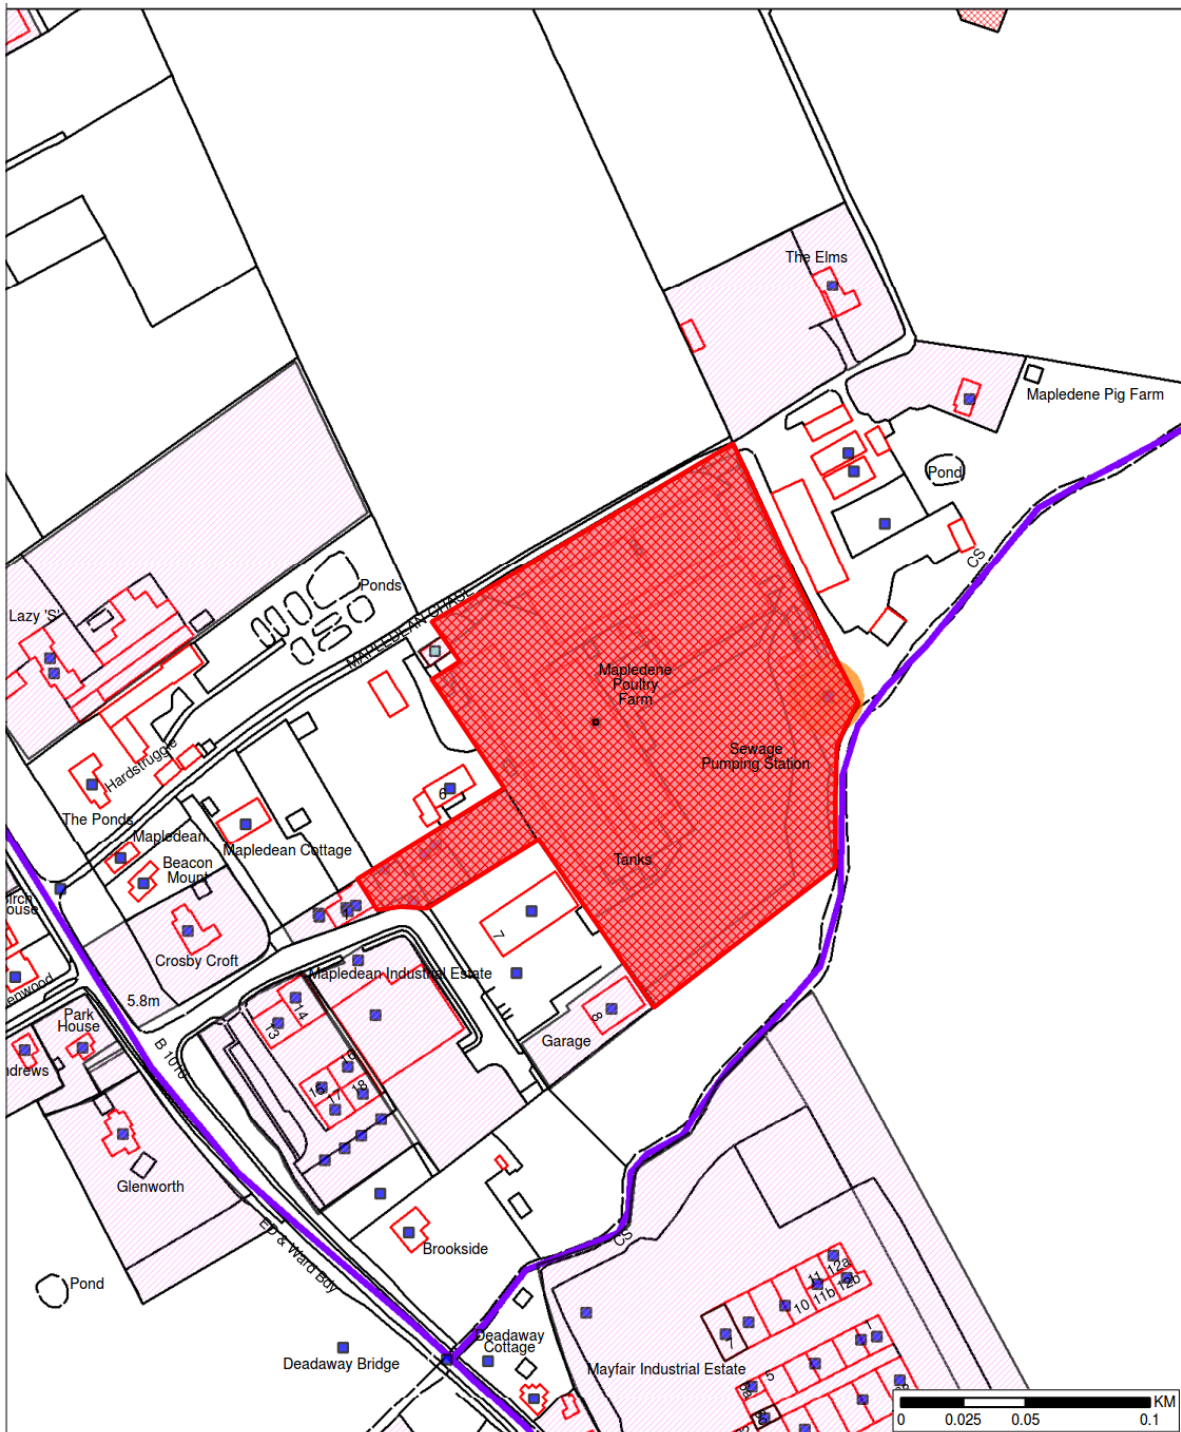 The Elms
Mapledene Pig Farm
Pond
CS
Ponds
MAPLEDEAN CHASE
Lazy 'S'
Mapledene
Poultry
Farm
Sewage
Pumping Station
Hardstruggle
The Ponds
6
Mapledean
Mapledean Cottage
Beacon
Mount
Tanks
1
7
Crosby Croft
Mapledean Industrial Estate
5.8m
14
13
8
Park
House
Garage
B 1010
16
17
18
Glenworth
ED & Ward Bdy
Brookside
CS
Pond
11
12a
12b
11b
10
7
1
Deadaway
Cottage
Deadaway Bridge
Mayfair Industrial Estate
5
KM
0
0.025
0.05
0.1